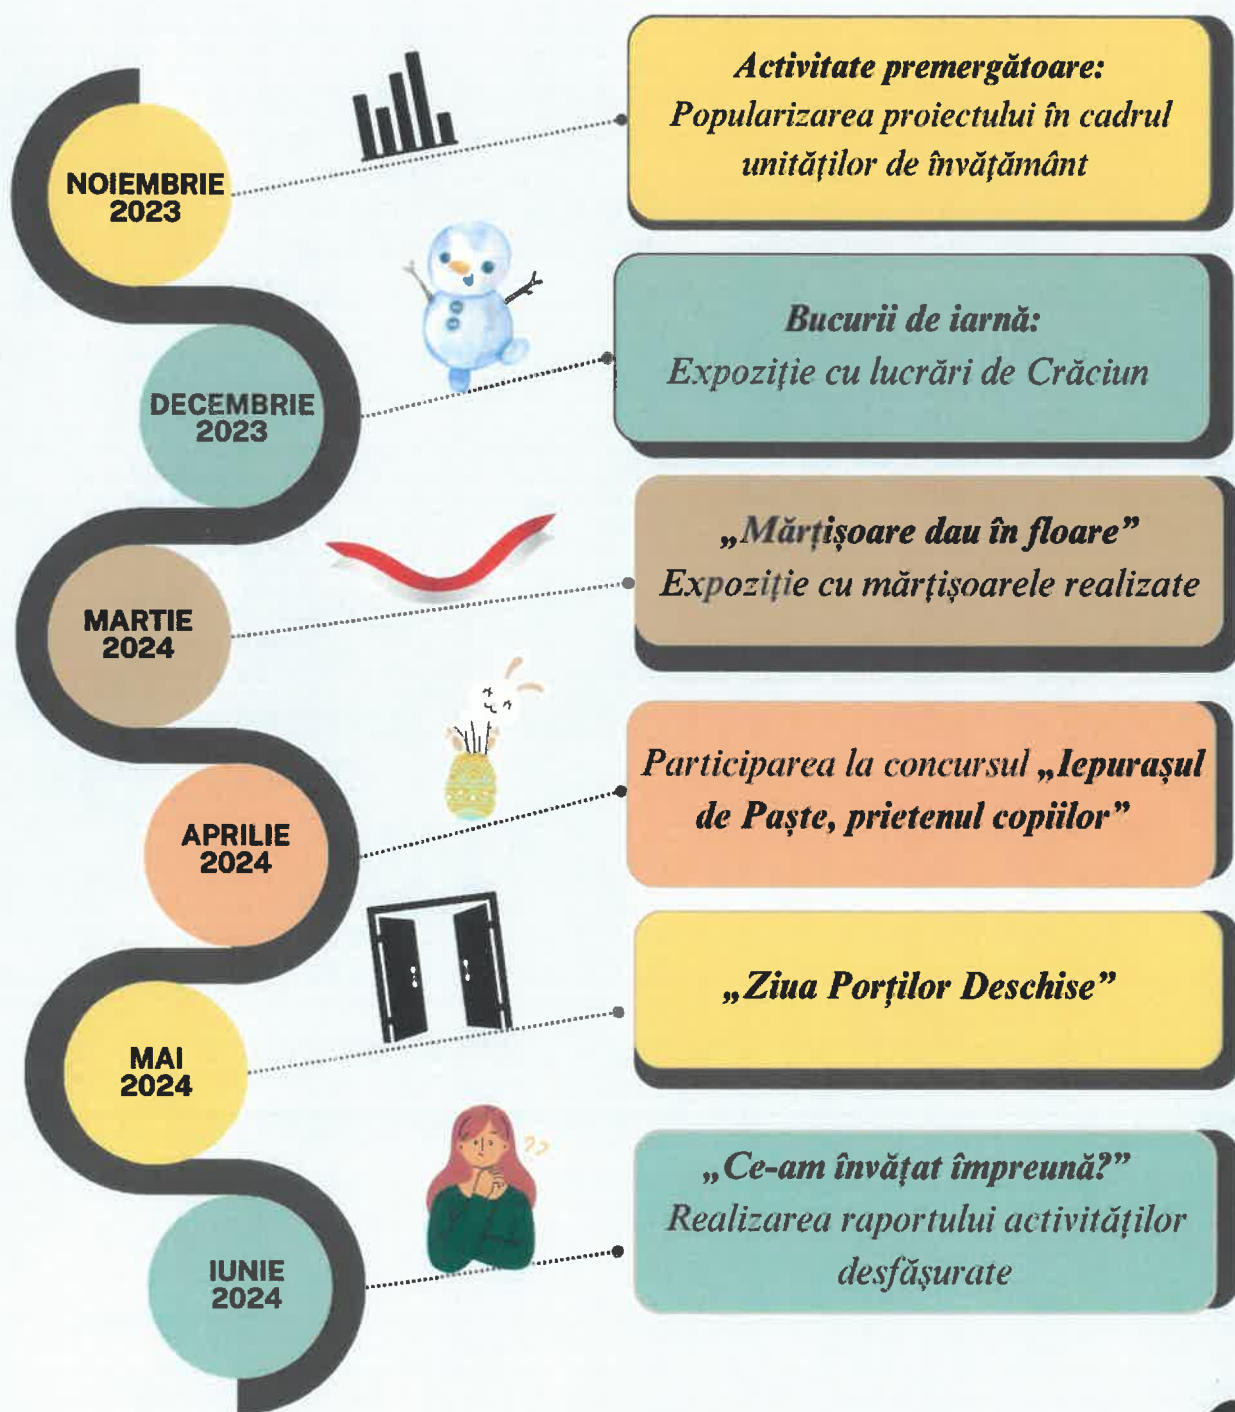 NOIEMBRIE
2023
Activitate premergătoare:
Popularizarea proiectului în cadrul
unităților de învățământ
DECEMBRIE
2023
Bucurii de iarnă:
Expoziție cu lucrări de Crăciun
MARTIE
2024
„Mărțișoare dau în floare”
Expoziție cu mărțișoarele realizate
APRILIE
2024
Participarea la concursul „Iepurașul
de Paște, prietenul copiilor”
MAI
2024
„Ziua Porților Deschise”
??
IUNIE
2024
„Ce-am învățat împreună?”
Realizarea raportului activităților
desfășurate